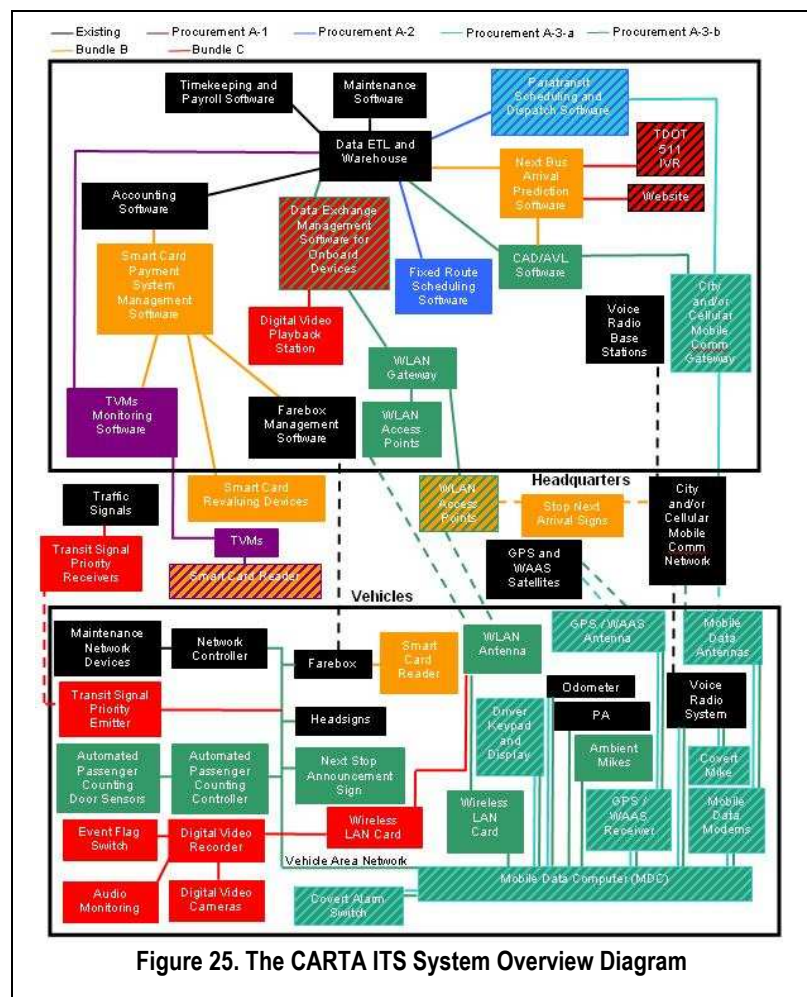 Existing
Procurement A-1
Procurement A-2
Procurement A-3-a
Procurement A-3-b
Bundle B
Bundle C
Timekeeping and
Payroll Software
Maintenance
Software
Paratransit
Scheduling and
Dispatch Software
Data ETL and
Warehouse
TDOT
511
IVR
Next Bus
Arrival
Prediction
Software
Website
Accounting
Software
Data Exchange
Management
Software for
Onboard
Devices
Smart Card
Payment
System
Management
Software
Fixed Route
Scheduling
Software
CAD/AVL
Software
City
and/or
Cellular
Mobile
Comm
Gateway
Digital Video
Playback
Station
Voice
Radio
Base
Stations
WLAN
Gateway
TVMs
Monitoring
Software
Farebox
Management
Software
WLAN
Access
Points
Headquarters
Traffic
Signals
Smart Card
Revaluing Devices
WLAN
Access
Points
Stop Next
Arrival Signs
City
and/or
Cellular
Mobile
Comm
Network
Transit Signal
Priority
Receivers
TVMs
Smart Card Reader
GPS and
WAAS
Satellites
Vehicles
Maintenance
Network
Devices
Network
Controller
Farebox
Smart
Card
Reader
WLAN
Antenna
GPS / WAAS
Antenna
Mobile
Data
Antennas
Transit Signal
Priority
Emitter
Headsigns
Driver
Keypad
and
Display
Odometer
PA
Voice
Radio
System
Automated
Passenger
Counting
Door Sensors
Automated
Passenger
Counting
Controller
Next Stop
Announcement
Sign
Ambient
Mikes
Covert
Mike
Event Flag
Switch
Digital Video
Recorder
Wireless
LAN Card
Wireless
LAN
Card
GPS /
WAAS
Receiver
Mobile
Data
Modems
Vehicle Area Network
Audio
Monitoring
Digital Video
Cameras
Covert Alarm
Switch
Mobile Data Computer (MDC)
Figure 25. The CARTA ITS System Overview Diagram